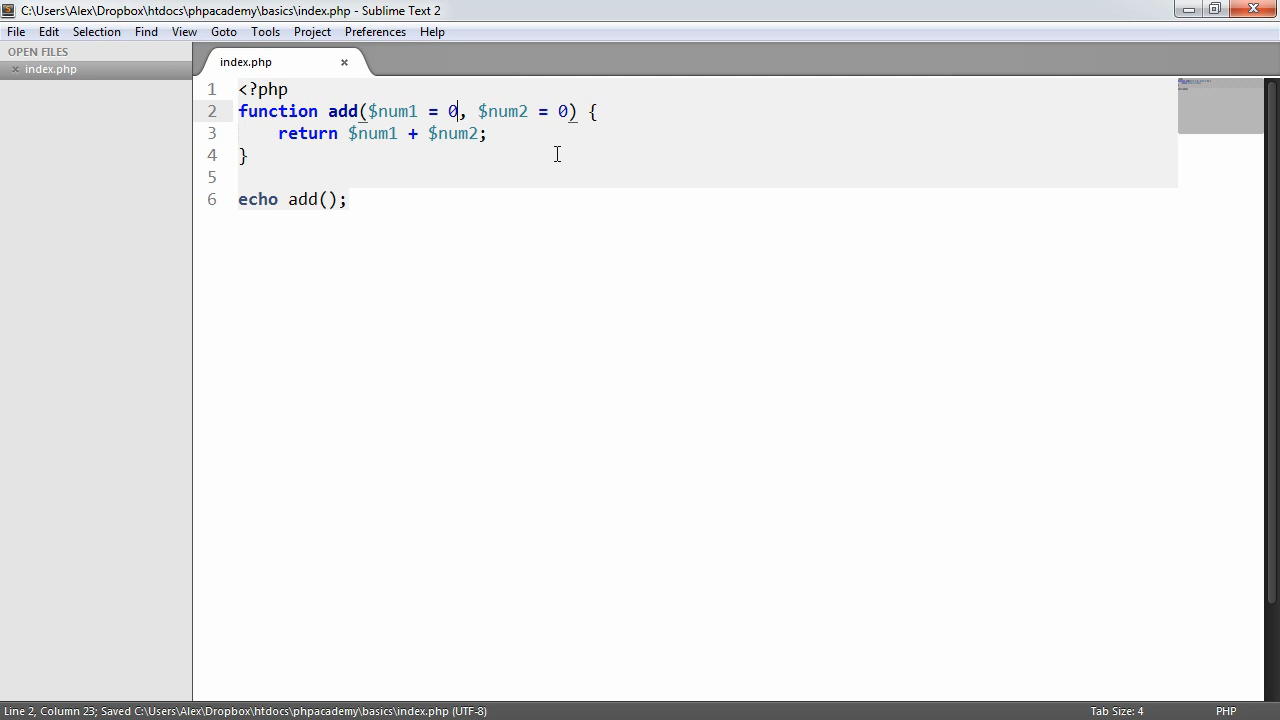 C:\Users\Alex\Dropbox\htdocs\phpacademy\basics\index.php - Sublime Text 2
File Edit Selection Find View Goto Tools Project Preferences Help
OPEN FILES
× index.php
index.php ×
1 <?php
2 function add($num1 = 0, $num2 = 0) {
3     return $num1 + $num2;
4 }
5
6 echo add();
Line 2, Column 23; Saved C:\Users\Alex\Dropbox\htdocs\phpacademy\basics\index.php (UTF-8) Tab Size: 4 PHP